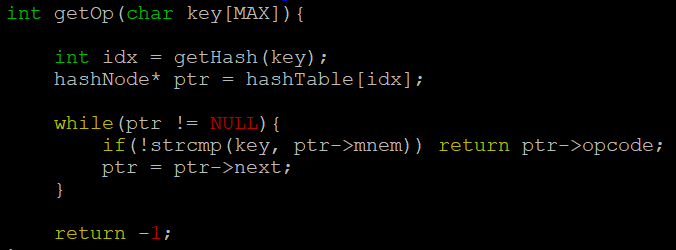 int getOp(char key[MAX]){
    int idx = getHash(key);
    hashNode* ptr = hashTable[idx];
    while(ptr != NULL){
        if(!strcmp(key, ptr->mnem)) return ptr->opcode;
        ptr = ptr->next;
    }
    return -1;